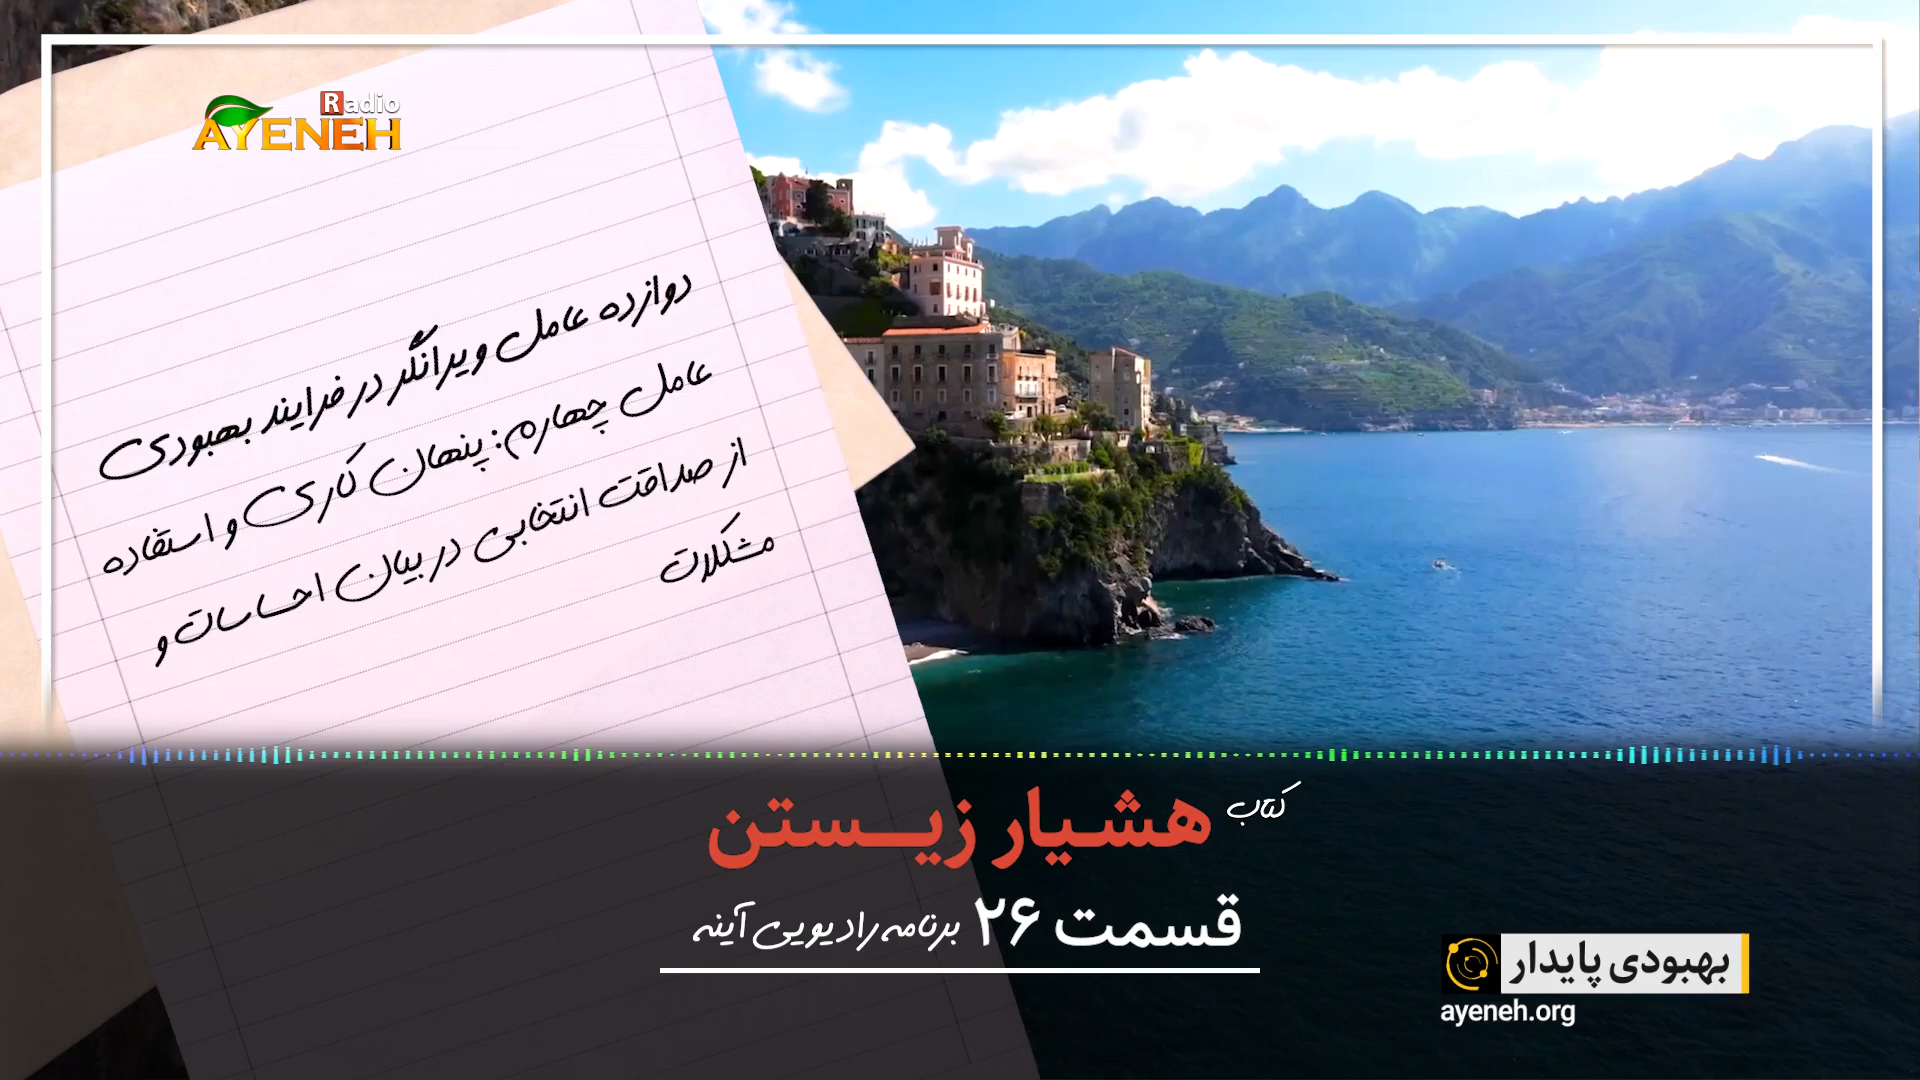 Radio
AYENEH
دوازده عامل ویرانگر در فرایند بهبودی
عامل چهارم: پنهان کاری و استفاده
از صداقت انتخابی در بیان احساسات و
مشکلات
کتاب هشیار زیستن
قسمت ۲۶ برنامه رادیویی آینه
بهبودی پایدار
ayeneh.org